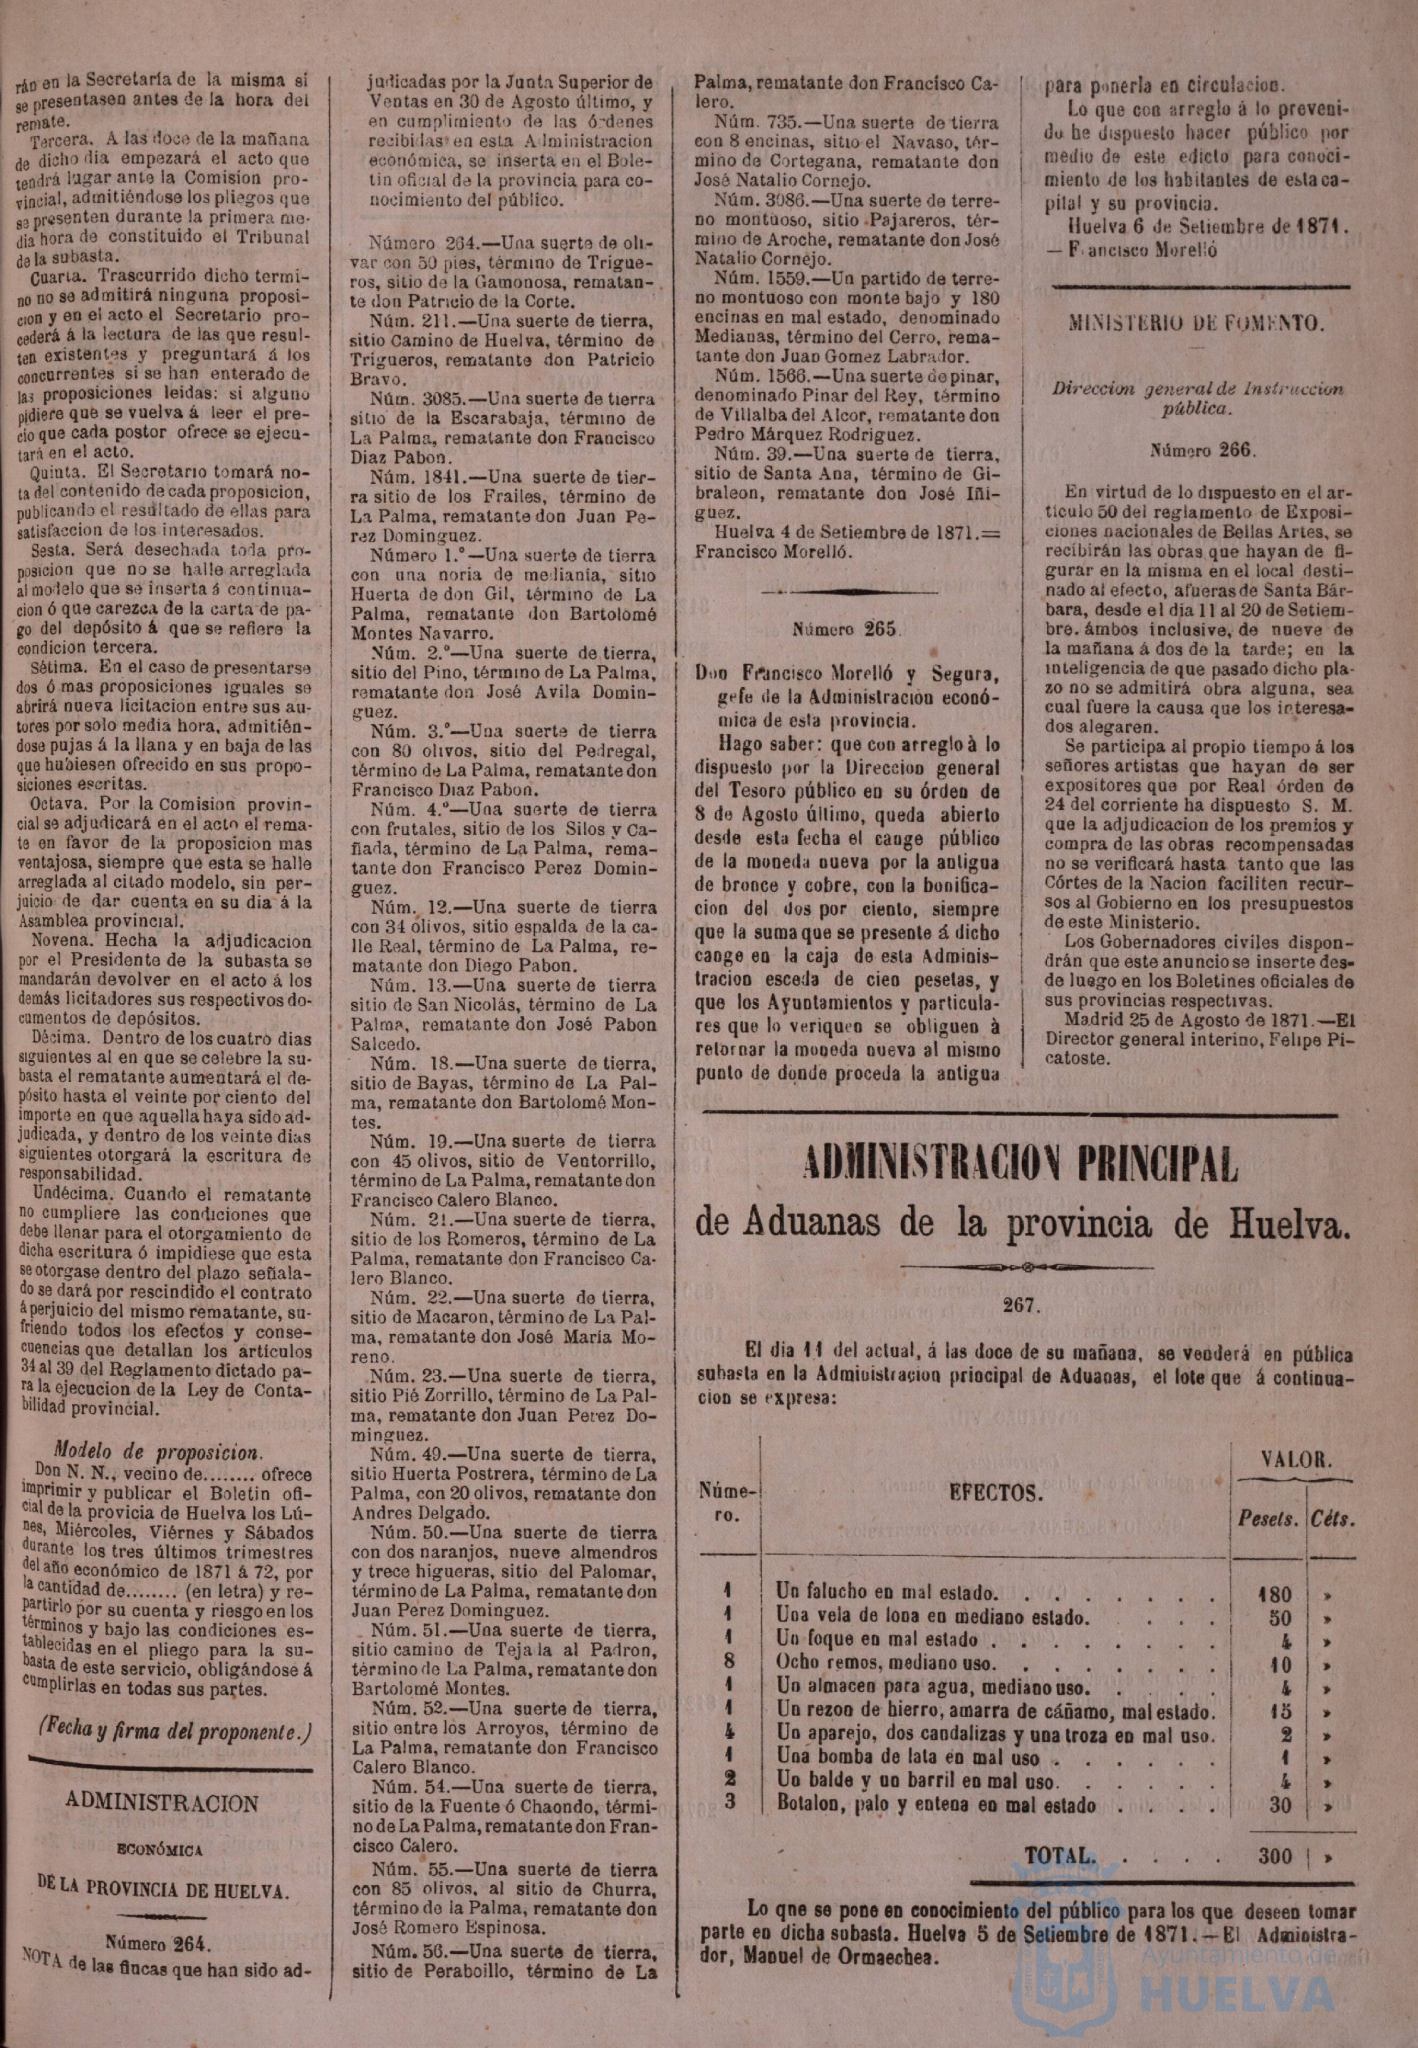 rán en la Secretaría de la misma si
se presentasen antes de la hora del
remate.
Tercera. A las doce de la mañana
de dicho dia empezará el acto que
tendrá lugar ante la Comision pro-
vincial, admitiéndose los pliegos que
se presenten durante la primera me-
dia hora de constituido el Tribunal
de la subasta.
Cuarta. Trascurrido dicho termi-
no no se admitirá ninguna proposi-
cion y en el acto el Secretario pro-
cederá á la lectura de las que resul-
ten existentes y preguntará á los
concurrentes si se han enterado de
las proposiciones leidas: si alguno
pidiere que se vuelva á leer el pre-
cio que cada postor ofrece se ejecu-
tará en el acto.
Quinta. El Secretario tomará no-
ta del contenido de cada proposicion,
publicando el resultado de ellas para
satisfaccion de los interesados.
Sesta. Será desechada toda pro-
posicion que no se halle arreglada
al modelo que se inserta á continua-
cion ó que carezca de la carta de pa-
go del depósito á que se refiere la
condicion tercera.
Sétima. En el caso de presentarse
dos ó mas proposiciones iguales se
abrirá nueva licitacion entre sus au-
tores por solo media hora, admitién-
dose pujas á la llana y en baja de las
que hubiesen ofrecido en sus propo-
siciones escritas.
Octava. Por la Comision provin-
cial se adjudicará en el acto el rema-
te en favor de la proposicion mas
ventajosa, siempre que esta se halle
arreglada al citado modelo, sin per-
juicio de dar cuenta en su dia á la
Asamblea provincial.
Novena. Hecha la adjudicacion
por el Presidente de la subasta se
mandarán devolver en el acto á los
demás licitadores sus respectivos do-
cumentos de depósitos.
Décima. Dentro de los cuatro dias
siguientes al en que se celebre la su-
basta el rematante aumentará el de-
pósito hasta el veinte por ciento del
importe en que aquella haya sido ad-
judicada, y dentro de los veinte dias
siguientes otorgará la escritura de
responsabilidad.
Undécima. Cuando el rematante
no cumpliere las condiciones que
debe llenar para el otorgamiento de
dicha escritura ó impidiese que esta
se otorgase dentro del plazo señala-
do se dará por rescindido el contrato
á perjuicio del mismo rematante, su-
friendo todos los efectos y conse-
cuencias que detallan los artículos
34 al 39 del Reglamento dictado pa-
ra la ejecucion de la Ley de Conta-
bilidad provincial.
Modelo de proposicion.
Don N. N., vecino de........ ofrece
imprimir y publicar el Boletin ofi-
cial de la provicia de Huelva los Lú-
nes, Miércoles, Viérnes y Sábados
durante los tres últimos trimestres
del año económico de 1871 á 72, por
la cantidad de........ (en letra) y re-
partirlo por su cuenta y riesgo en los
términos y bajo las condiciones es-
tablecidas en el pliego para la su-
basta de este servicio, obligándose á
cumplirlas en todas sus partes.
(Fecha y firma del proponente.)
ADMINISTRACION
ECONÓMICA
DE LA PROVINCIA DE HUELVA.
Número 264.
NOTA de las fincas que han sido ad-
judicadas por la Junta Superior de
Ventas en 30 de Agosto último, y
en cumplimiento de las órdenes
recibidas en esta Administracion
económica, se inserta en el Bole-
tin oficial de la provincia para co-
nocimiento del público.
Número 264.—Una suerte de oli-
var con 50 pies, término de Trigue-
ros, sitio de la Gamonosa, rematan-
te don Patricio de la Corte.
Núm. 211.—Una suerte de tierra,
sitio Camino de Huelva, término de
Trigueros, rematante don Patricio
Bravo.
Núm. 3085.—Una suerte de tierra
sitio de la Escarabaja, término de
La Palma, rematante don Francisco
Diaz Pabon.
Núm. 1841.—Una suerte de tier-
ra sitio de los Frailes, término de
La Palma, rematante don Juan Pe-
rez Dominguez.
Número 1.º—Una suerte de tierra
con una noria de mediania, sitio
Huerta de don Gil, término de La
Palma, rematante don Bartolomé
Montes Navarro.
Núm. 2.º—Una suerte de tierra,
sitio del Pino, término de La Palma,
rematante don José Avila Domin-
guez.
Núm. 3.º—Una suerte de tierra
con 80 olivos, sitio del Pedregal,
término de La Palma, rematante don
Francisco Diaz Pabon.
Núm. 4.º—Una suerte de tierra
con frutales, sitio de los Silos y Ca-
ñada, término de La Palma, rema-
tante don Francisco Perez Domin-
guez.
Núm. 12.—Una suerte de tierra
con 34 olivos, sitio espalda de la ca-
lle Real, término de La Palma, re-
matante don Diego Pabon.
Núm. 13.—Una suerte de tierra
sitio de San Nicolás, término de La
Palma, rematante don José Pabon
Salcedo.
Núm. 18.—Una suerte de tierra,
sitio de Bayas, término de La Pal-
ma, rematante don Bartolomé Mon-
tes.
Núm. 19.—Una suerte de tierra
con 45 olivos, sitio de Ventorrillo,
término de La Palma, rematante don
Francisco Calero Blanco.
Núm. 21.—Una suerte de tierra,
sitio de los Romeros, término de La
Palma, rematante don Francisco Ca-
lero Blanco.
Núm. 22.—Una suerte de tierra,
sitio de Macaron, término de La Pal-
ma, rematante don José María Mo-
reno.
Núm. 23.—Una suerte de tierra,
sitio Pié Zorrillo, término de La Pal-
ma, rematante don Juan Perez Do-
minguez.
Núm. 49.—Una suerte de tierra,
sitio Huerta Postrera, término de La
Palma, con 20 olivos, rematante don
Andres Delgado.
Núm. 50.—Una suerte de tierra
con dos naranjos, nueve almendros
y trece higueras, sitio del Palomar,
término de La Palma, rematante don
Juan Perez Dominguez.
Núm. 51.—Una suerte de tierra,
sitio camino de Tejala al Padron,
término de La Palma, rematante don
Bartolomé Montes.
Núm. 52.—Una suerte de tierra,
sitio entre los Arroyos, término de
La Palma, rematante don Francisco
Calero Blanco.
Núm. 54.—Una suerte de tierra,
sitio de la Fuente ó Chaondo, térmi-
no de La Palma, rematante don Fran-
cisco Calero.
Núm. 55.—Una suerte de tierra
con 85 olivos, al sitio de Churra,
término de la Palma, rematante don
José Romero Espinosa.
Núm. 56.—Una suerte de tierra,
sitio de Peraboillo, término de La
Palma, rematante don Francisco Ca-
lero.
Núm. 735.—Una suerte de tierra
con 8 encinas, sitio el Navaso, tér-
mino de Cortegana, rematante don
José Natalio Cornejo.
Núm. 3086.—Una suerte de terre-
no montuoso, sitio Pajareros, tér-
mino de Aroche, rematante don José
Natalio Cornejo.
Núm. 1559.—Un partido de terre-
no montuoso con monte bajo y 180
encinas en mal estado, denominado
Medianas, término del Cerro, rema-
tante don Juan Gomez Labrador.
Núm. 1566.—Una suerte de pinar,
denominado Pinar del Rey, término
de Villalba del Alcor, rematante don
Pedro Márquez Rodriguez.
Núm. 39.—Una suerte de tierra,
sitio de Santa Ana, término de Gi-
braleon, rematante don José Iñi-
guez.
Huelva 4 de Setiembre de 1871.=
Francisco Morelló.
Número 265.
Don Francisco Morelló y Segura,
gefe de la Administracion econó-
mica de esta provincia.
Hago saber: que con arreglo à lo
dispuesto por la Direccion general
del Tesoro público en su órden de
8 de Agosto último, queda abierto
desde esta fecha el cange público
de la moneda nueva por la antigua
de bronce y cobre, con la bonifica-
cion del dos por ciento, siempre
que la suma que se presente á dicho
cange en la caja de esta Adminis-
tracion esceda de cien pesetas, y
que los Ayuntamientos y particula-
res que lo veriquen se obliguen à
retornar la moneda nueva al mismo
punto de donde proceda la antigua
para ponerla en circulacion.
Lo que con arreglo á lo preveni-
do he dispuesto hacer público por
medio de este edicto para conoci-
miento de los habitantes de esta ca-
pital y su provincia.
Huelva 6 de Setiembre de 1871.
— Francisco Morelló
MINISTERIO DE FOMENTO.
Direccion general de Instruccion
pública.
Número 266.
En virtud de lo dispuesto en el ar-
ticulo 50 del reglamento de Exposi-
ciones nacionales de Bellas Artes, se
recibirán las obras que hayan de fi-
gurar en la misma en el local desti-
nado al efecto, afueras de Santa Bár-
bara, desde el dia 11 al 20 de Setiem-
bre. ámbos inclusive, de nueve de
la mañana á dos de la tarde; en la
inteligencia de que pasado dicho pla-
zo no se admitirá obra alguna, sea
cual fuere la causa que los interesa-
dos alegaren.
Se participa al propio tiempo á los
señores artistas que hayan de ser
expositores que por Real órden de
24 del corriente ha dispuesto S. M.
que la adjudicacion de los premios y
compra de las obras recompensadas
no se verificará hasta tanto que las
Córtes de la Nacion faciliten recur-
sos al Gobierno en los presupuestos
de este Ministerio.
Los Gobernadores civiles dispon-
drán que este anuncio se inserte des-
de luego en los Boletines oficiales de
sus provincias respectivas.
Madrid 25 de Agosto de 1871.—El
Director general interino, Felipe Pi-
catoste.
ADMINISTRACION PRINCIPAL
de Aduanas de la provincia de Huelva.
267.
El dia 11 del actual, á las doce de su mañana, se venderá en pública
subasta en la Administracion principal de Aduanas, el lote que á continua-
cion se expresa:
Núme-
ro. EFECTOS. VALOR.
Pesets. Céts.
1 Un falucho en mal estado. . . . . . . . 180 »
1 Una vela de lona en mediano estado. . . . . 50 »
1 Un foque en mal estado . . . . . . . . 4 »
8 Ocho remos, mediano uso. . . . . . . . 10 »
1 Un almacen para agua, mediano uso. . . . . 4 »
1 Un rezon de hierro, amarra de cáñamo, mal estado. 15 »
4 Un aparejo, dos candalizas y una troza en mal uso. 2 »
1 Una bomba de lata en mal uso . . . . . . 1 »
2 Un balde y un barril en mal uso. . . . . . 4 »
3 Botalon, palo y entena en mal estado . . . . 30 »
TOTAL. . . . . 300 »
Lo qne se pone en conocimiento del público para los que deseen tomar
parte en dicha subasta. Huelva 5 de Setiembre de 1871.—El Administra-
dor, Manuel de Ormaechea.
Ayuntamiento de
HUELVA